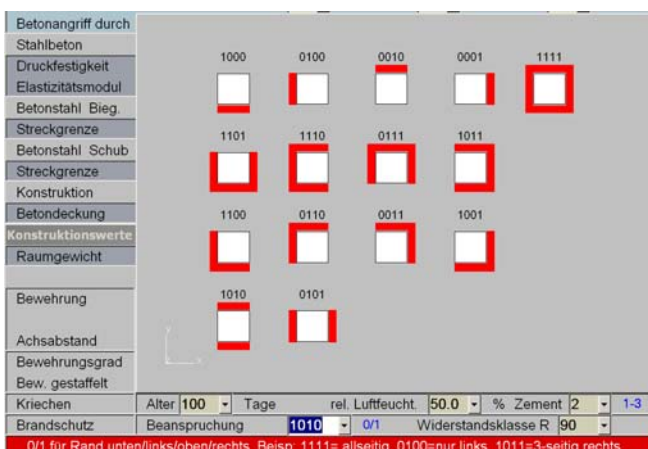 Betonangriff durch
Stahlbeton
Druckfestigkeit
Elastizitätsmodul
Betonstahl Bieg.
Streckgrenze
Betonstahl Schub
Streckgrenze
Konstruktion
Betondeckung
Konstruktionswerte
Raumgewicht
Bewehrung
Achsabstand
Bewehrungsgrad
Bew. gestaffelt
1000 0100 0010 0001 1111
1101 1110 0111 1011
1100 0110 0011 1001
1010 0101
Kriechen Alter 100 Tage rel. Luftfeucht. 50.0 % Zement 2 1-3
Brandschutz Beanspruchung 1010 0/1 Widerstandsklasse R 90
0/1 für Rand unten/links/oben/rechts. Beisp: 1111= allseitig, 0100=nur links, 1011=3-seitig rechts